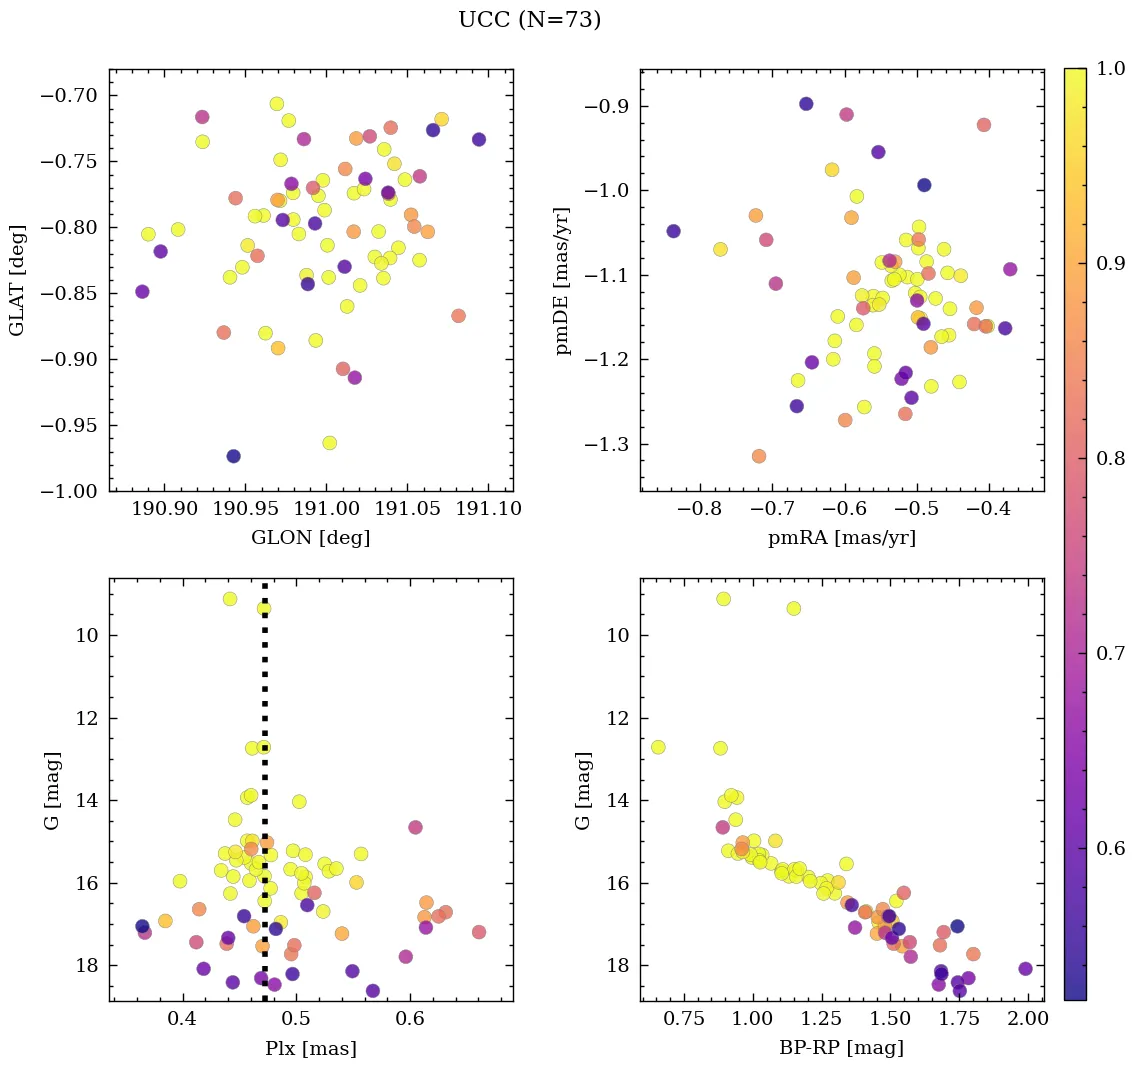 UCC (N=73)
−0.70
−0.75
−0.80
−0.85
−0.90
−0.95
−1.00
GLAT [deg]
190.90 190.95 191.00 191.05 191.10
GLON [deg]
−0.9
−1.0
−1.1
−1.2
−1.3
pmDE [mas/yr]
−0.8 −0.7 −0.6 −0.5 −0.4
pmRA [mas/yr]
10
12
14
16
18
G [mag]
0.4 0.5 0.6
Plx [mas]
10
12
14
16
18
G [mag]
0.75 1.00 1.25 1.50 1.75 2.00
BP-RP [mag]
1.0
0.9
0.8
0.7
0.6